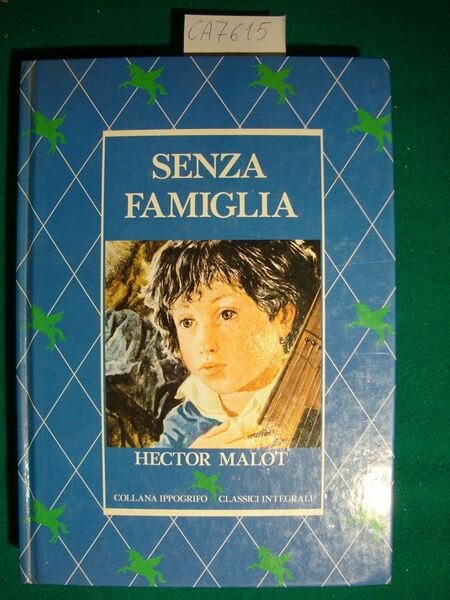 CA7615
SENZA
FAMIGLIA
HECTOR MALOT
COLLANA IPPOGRIFO CLASSICI INTEGRALI